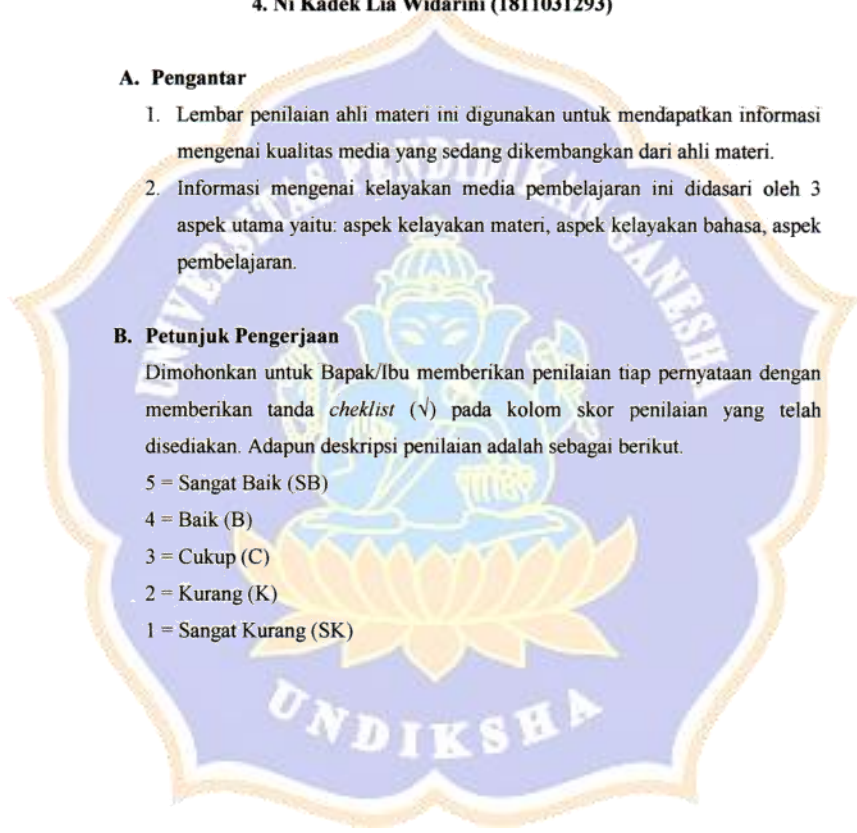 4. Ni Kadek Lia Widarini (1811031293)
A. Pengantar
1. Lembar penilaian ahli materi ini digunakan untuk mendapatkan informasi
mengenai kualitas media yang sedang dikembangkan dari ahli materi.
2. Informasi mengenai kelayakan media pembelajaran ini didasari oleh 3
aspek utama yaitu: aspek kelayakan materi, aspek kelayakan bahasa, aspek
pembelajaran.
B. Petunjuk Pengerjaan
Dimohonkan untuk Bapak/Ibu memberikan penilaian tiap pernyataan dengan
memberikan tanda cheklist (√) pada kolom skor penilaian yang telah
disediakan. Adapun deskripsi penilaian adalah sebagai berikut.
5 = Sangat Baik (SB)
4 = Baik (B)
3 = Cukup (C)
2 = Kurang (K)
1 = Sangat Kurang (SK)
UNIVERSITAS PENDIDIKAN GANESHA
UNDIKSHA